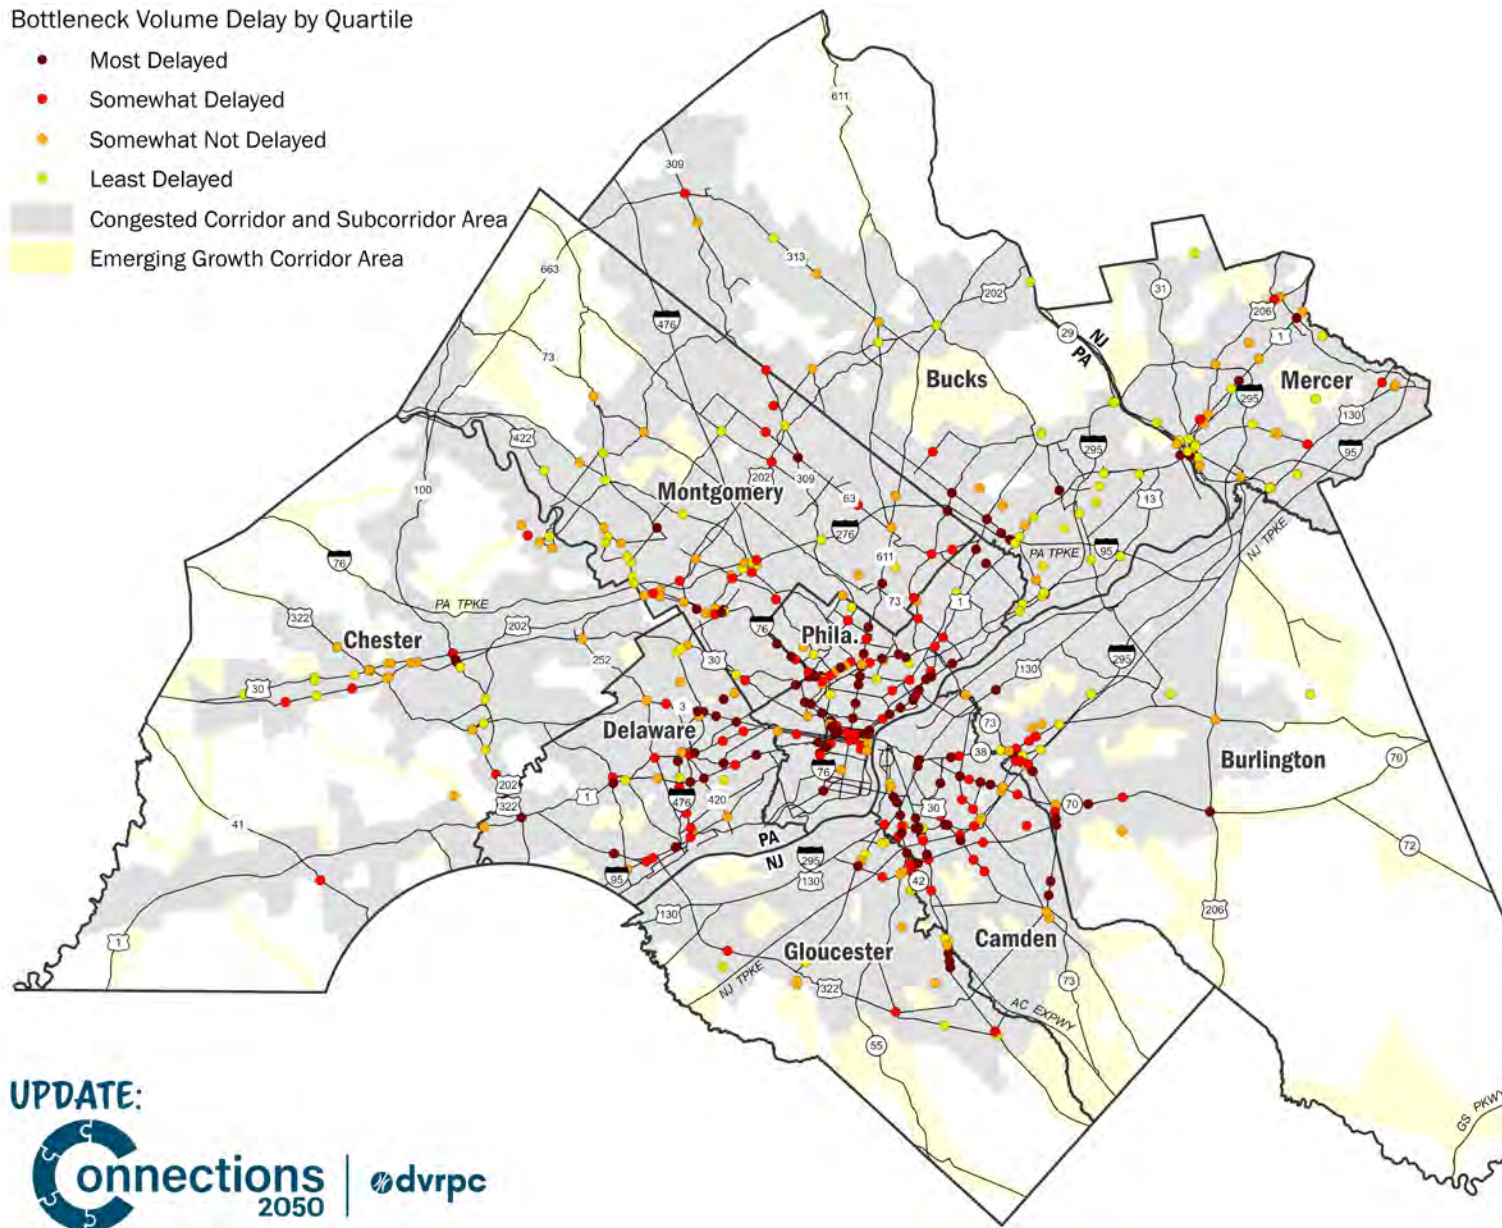 Bottleneck Volume Delay by Quartile
Most Delayed
Somewhat Delayed
Somewhat Not Delayed
Least Delayed
Congested Corridor and Subcorridor Area
Emerging Growth Corridor Area
611
309
663
313
476
202
31
206
29
NJ
PA
1
73
Bucks
Mercer
295
130
422
295
95
100
Montgomery
202
309
63
13
276
611
PA TPKE
95
NJ TPKE
76
PA TPKE
73
1
322
202
Chester
76
Phila.
252
30
130
295
30
3
73
Delaware
38
Burlington
70
76
202
322
1
476
420
30
70
41
PA
NJ
295
130
72
95
42
130
206
1
Gloucester
Camden
NJ TPKE
322
73
AC EXPWY
55
GS PKWY
UPDATE:
Connections
2050
dvrpc